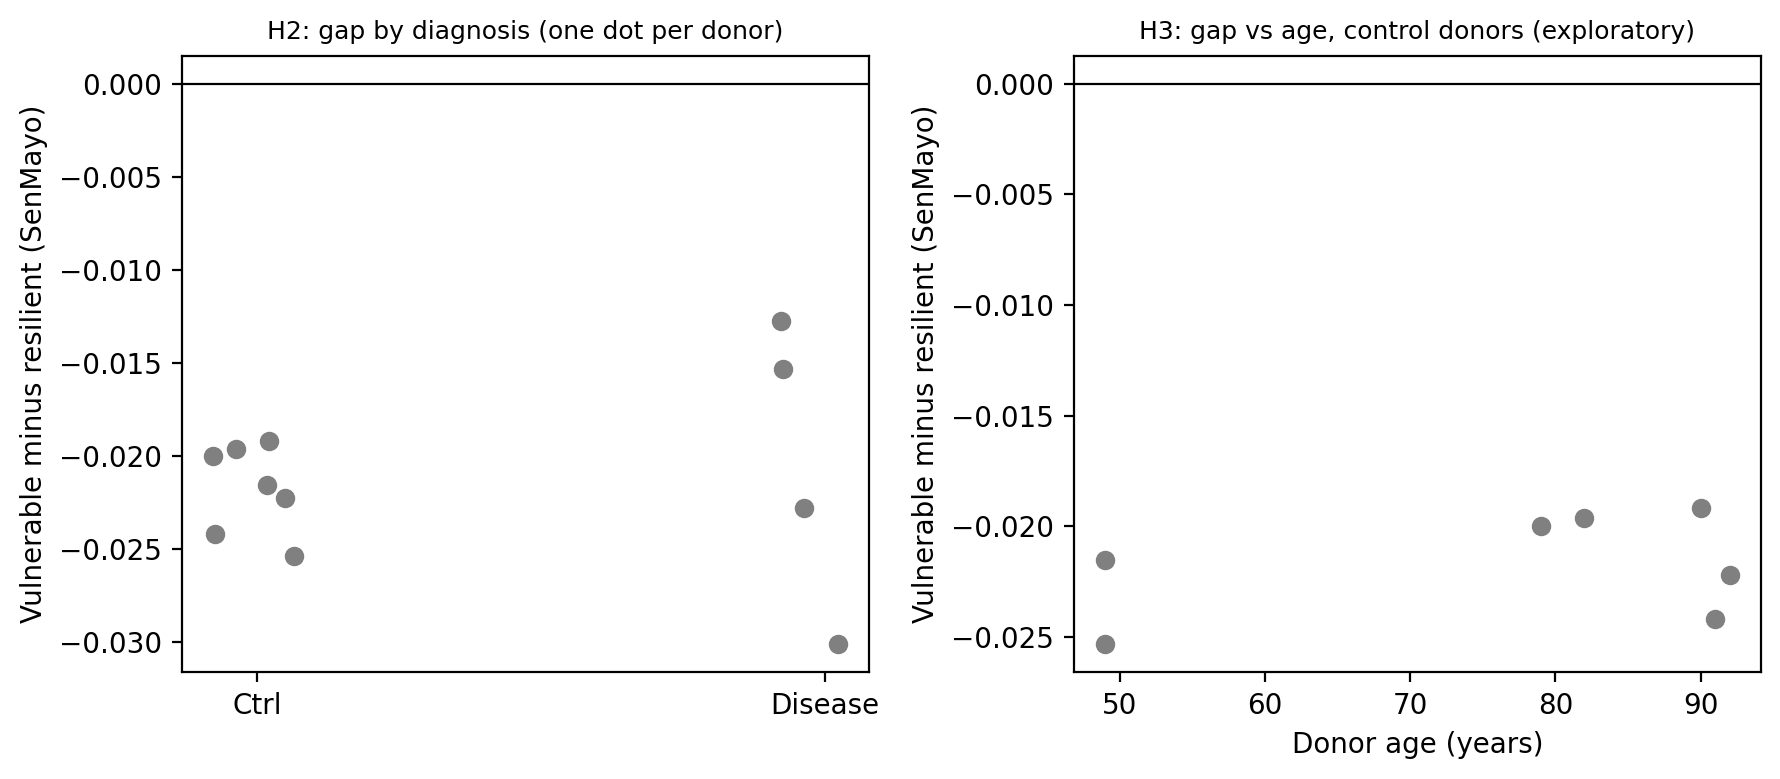 H2: gap by diagnosis (one dot per donor)
Vulnerable minus resilient (SenMayo)
0.000
−0.005
−0.010
−0.015
−0.020
−0.025
−0.030
Ctrl
Disease
H3: gap vs age, control donors (exploratory)
Vulnerable minus resilient (SenMayo)
0.000
−0.005
−0.010
−0.015
−0.020
−0.025
50
60
70
80
90
Donor age (years)